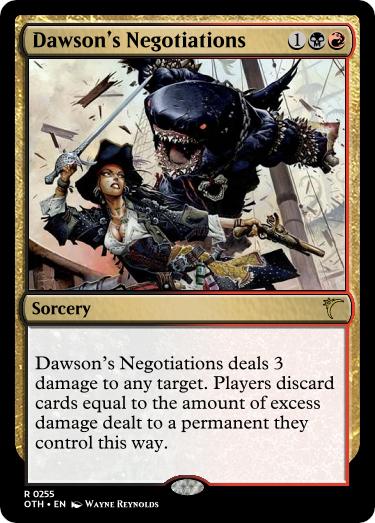 Dawson's Negotiations 1
Sorcery
Dawson's Negotiations deals 3
damage to any target. Players discard
cards equal to the amount of excess
damage dealt to a permanent they
control this way.
R 0255
OTH • EN Wayne Reynolds